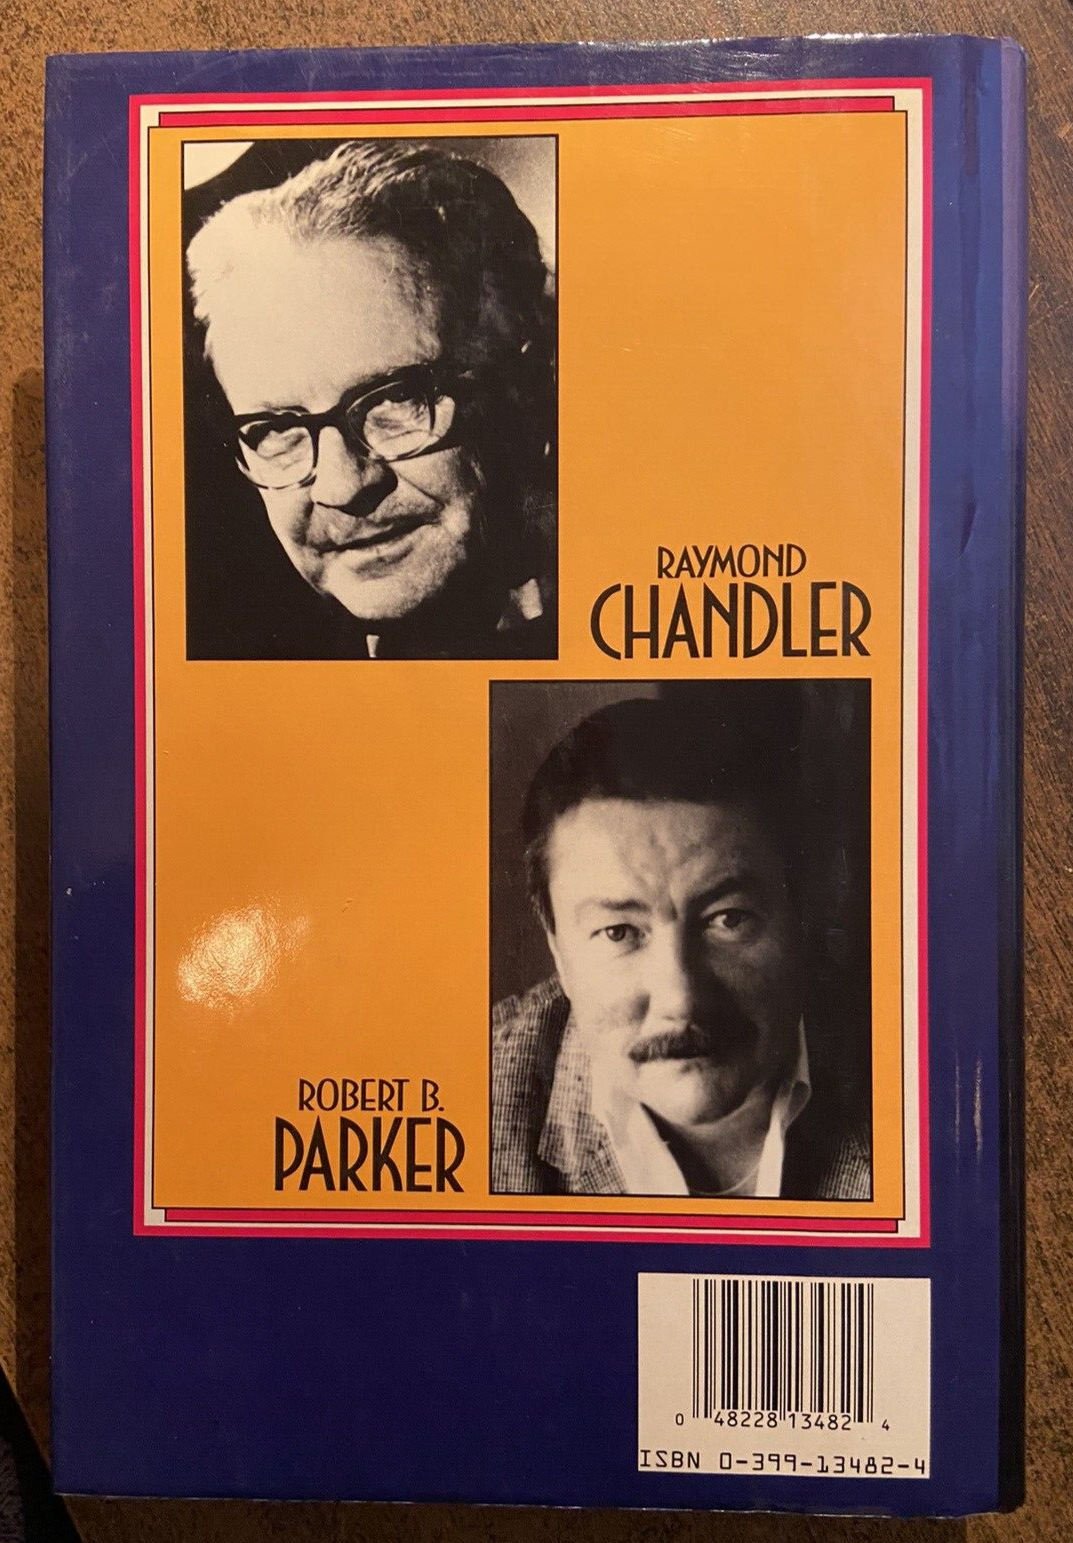 RAYMOND
CHANDLER
ROBERT B.
PARKER
0 48228 13482 4
ISBN 0-399-13482-4